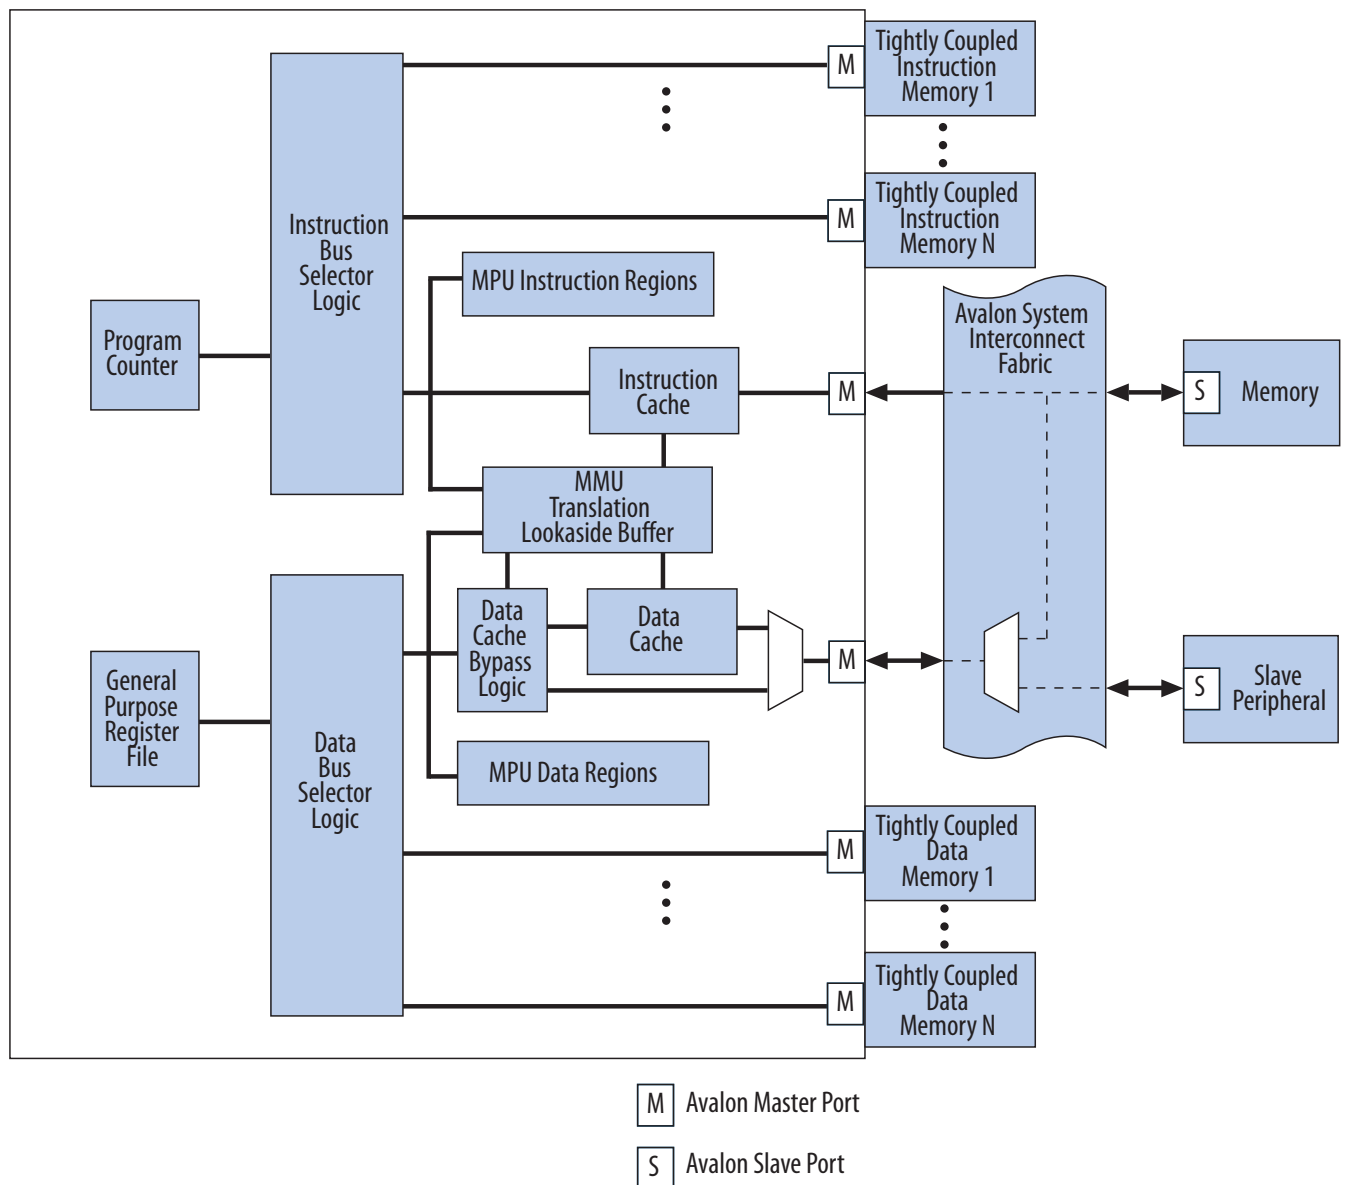 M
Tightly Coupled
Instruction
Memory 1
M
Tightly Coupled
Instruction
Memory N
Instruction
Bus
Selector
Logic
MPU Instruction Regions
Program
Counter
Instruction
Cache
M
Avalon System
Interconnect
Fabric
S
Memory
MMU
Translation
Lookaside Buffer
General
Purpose
Register
File
Data
Bus
Selector
Logic
Data
Cache
Bypass
Logic
Data
Cache
M
S
Slave
Peripheral
MPU Data Regions
M
Tightly Coupled
Data
Memory 1
M
Tightly Coupled
Data
Memory N
M
Avalon Master Port
S
Avalon Slave Port